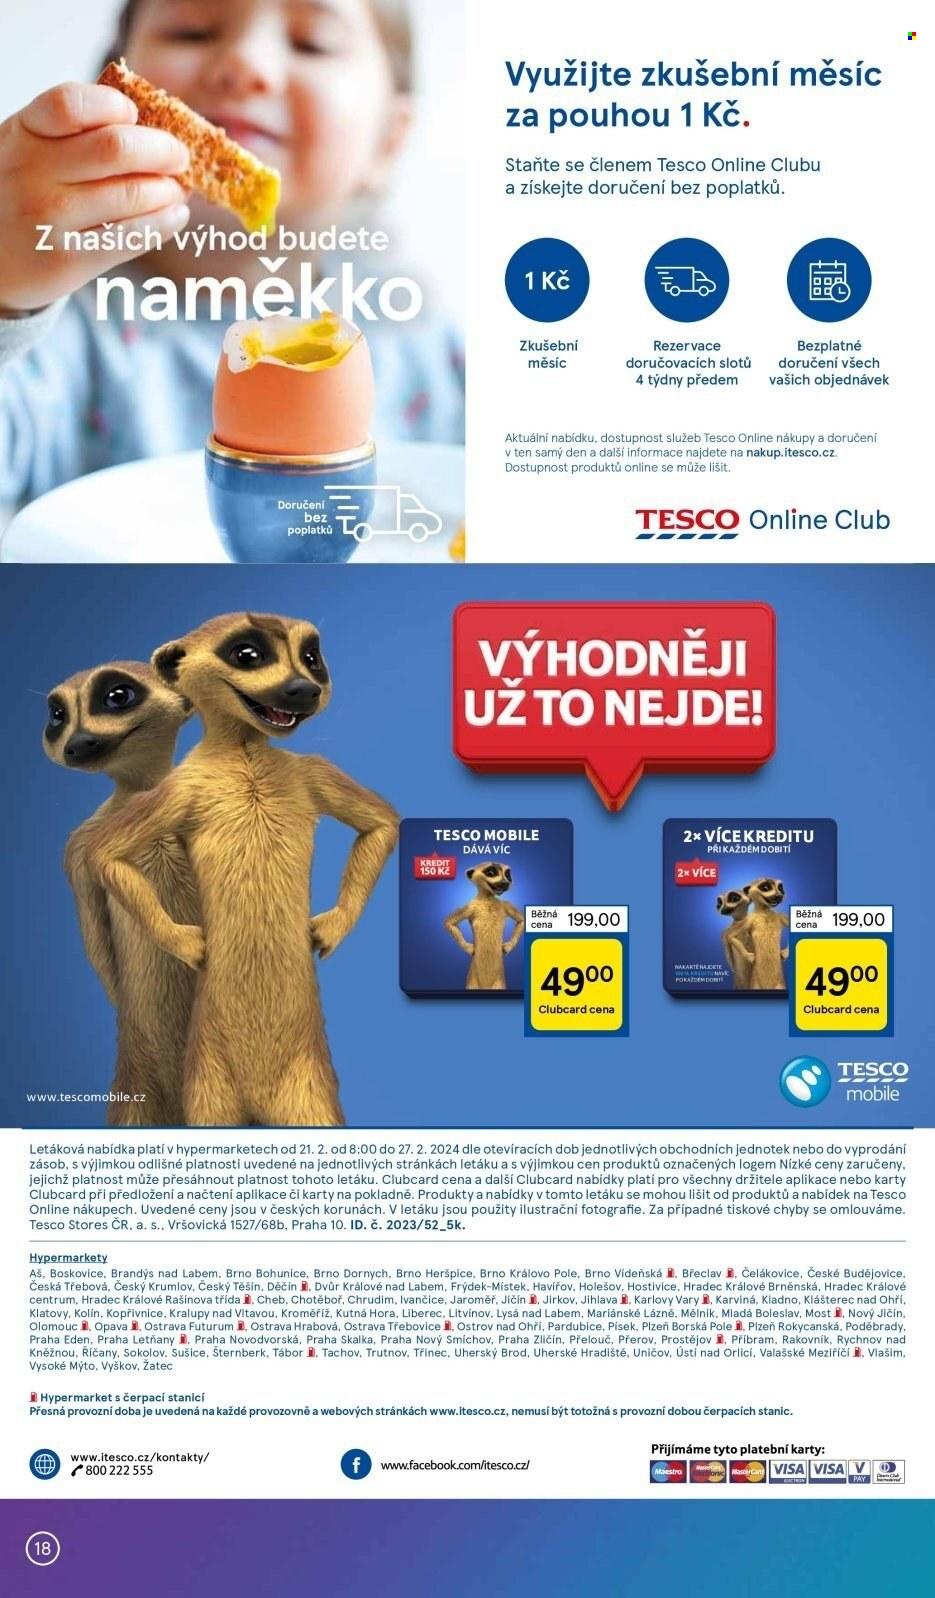 Využijte zkušební měsíc
za pouhou 1 Kč.
Staňte se členem Tesco Online Clubu
a získejte doručení bez poplatků.
Z našich výhod budete
naměkko
1 Kč
Zkušební
měsíc
Rezervace
doručovacích slotů
4 týdny předem
Bezplatné
doručení všech
vašich objednávek
Aktuální nabídku, dostupnost služeb Tesco Online nákupy a doručení
v ten samý den a další informace najdete na nakup.itesco.cz.
Dostupnost produktů online se může lišit.
Doručení
bez
poplatků
TESCO Online Club
VÝHODNĚJI
UŽ TO NEJDE!
TESCO MOBILE
DÁVÁ VÍC
KREDIT
150 Kč
Běžná
cena
199,00
4900
Clubcard cena
2× VÍCE KREDITU
PŘI KAŽDÉM DOBITÍ
2× VÍCE
NA KARTĚ NAJDETE
100% KREDITU NAVÍC
PO KAŽDÉM DOBITÍ
Běžná
cena
199,00
4900
Clubcard cena
TESCO
mobile
www.tescomobile.cz
Letáková nabídka platí v hypermarketech od 21. 2. od 8:00 do 27. 2. 2024 dle otevíracích dob jednotlivých obchodních jednotek nebo do vyprodání
zásob, s výjimkou odlišné platnosti uvedené na jednotlivých stránkách letáku a s výjimkou cen produktů označených logem Nízké ceny zaručeny,
jejichž platnost může přesáhnout platnost tohoto letáku. Clubcard cena a další Clubcard nabídky platí pro všechny držitele aplikace nebo karty
Clubcard při předložení a načtení aplikace či karty na pokladně. Produkty a nabídky v tomto letáku se mohou lišit od produktů a nabídek na Tesco
Online nákupech. Uvedené ceny jsou v českých korunách. V letáku jsou použity ilustrační fotografie. Za případné tiskové chyby se omlouváme.
Tesco Stores ČR, a. s., Vršovická 1527/68b, Praha 10. ID. č. 2023/52_5k.
Hypermarkety
Aš, Boskovice, Brandýs nad Labem, Brno Bohunice, Brno Dornych, Brno Heršpice, Brno Královo Pole, Brno Vídeňská, Břeclav, Čelákovice, České Budějovice,
Česká Třebová, Český Krumlov, Český Těšín, Děčín, Dvůr Králové nad Labem, Frýdek-Místek, Havířov, Holešov, Hostivice, Hradec Králové Brněnská, Hradec Králové
centrum, Hradec Králové Rašínova třída, Cheb, Chotěboř, Chrudim, Ivančice, Jaroměř, Jičín, Jirkov, Jihlava, Karlovy Vary, Karviná, Kladno, Klášterec nad Ohří,
Klatovy, Kolín, Kopřivnice, Kralupy nad Vltavou, Kroměříž, Kutná Hora, Liberec, Litvínov, Lysá nad Labem, Mariánské Lázně, Mělník, Mladá Boleslav, Most, Nový Jičín,
Olomouc, Opava, Ostrava Futurum, Ostrava Hrabová, Ostrava Třebovice, Ostrov nad Ohří, Pardubice, Písek, Plzeň Borská Pole, Plzeň Rokycanská, Poděbrady,
Praha Eden, Praha Letňany, Praha Novodvorská, Praha Skalka, Praha Nový Smíchov, Praha Zličín, Přelouč, Přerov, Prostějov, Příbram, Rakovník, Rychnov nad
Kněžnou, Říčany, Sokolov, Sušice, Šternberk, Tábor, Tachov, Trutnov, Třinec, Uherský Brod, Uherské Hradiště, Uničov, Ústí nad Orlicí, Valašské Meziříčí, Vlašim,
Vysoké Mýto, Vyškov, Žatec
Hypermarket s čerpací stanicí
Přesná provozní doba je uvedená na každé provozovně a webových stránkách www.itesco.cz, nemusí být totožná s provozní dobou čerpacích stanic.
www.itesco.cz/kontakty/
800 222 555
www.facebook.com/itesco.cz/
Přijímáme tyto platební karty:
Maestro MasterCard VISA ELECTRON VISA V PAY Diners Club International
18